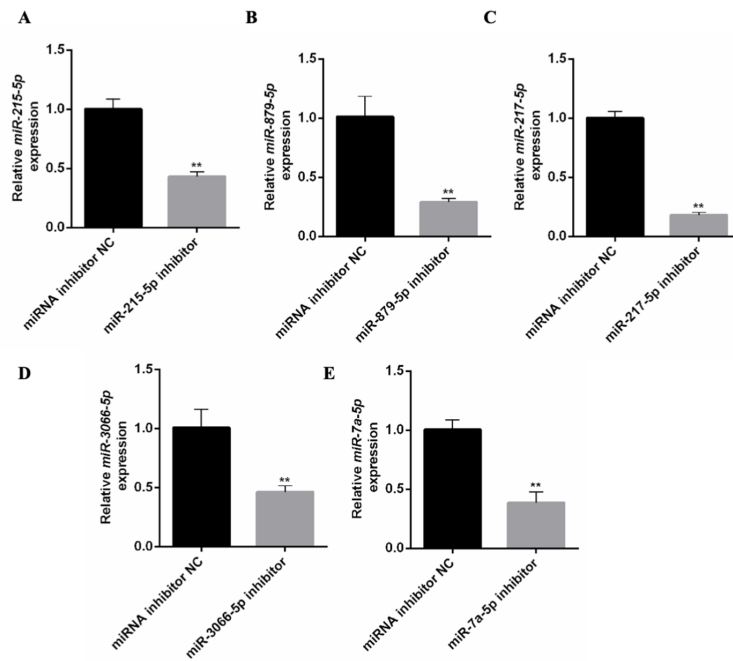 A
Relative miR-215-5p
expression
1.5
1.0
0.5
0.0
**
miRNA inhibitor NC
miR-215-5p inhibitor
B
Relative miR-879-5p
expression
1.5
1.0
0.5
0.0
**
miRNA inhibitor NC
miR-879-5p inhibitor
C
Relative miR-217-5p
expression
1.5
1.0
0.5
0.0
**
miRNA inhibitor NC
miR-217-5p inhibitor
D
Relative miR-3066-5p
expression
1.5
1.0
0.5
0.0
**
miRNA inhibitor NC
miR-3066-5p inhibitor
E
Relative miR-7a-5p
expression
1.5
1.0
0.5
0.0
**
miRNA inhibitor NC
miR-7a-5p inhibitor